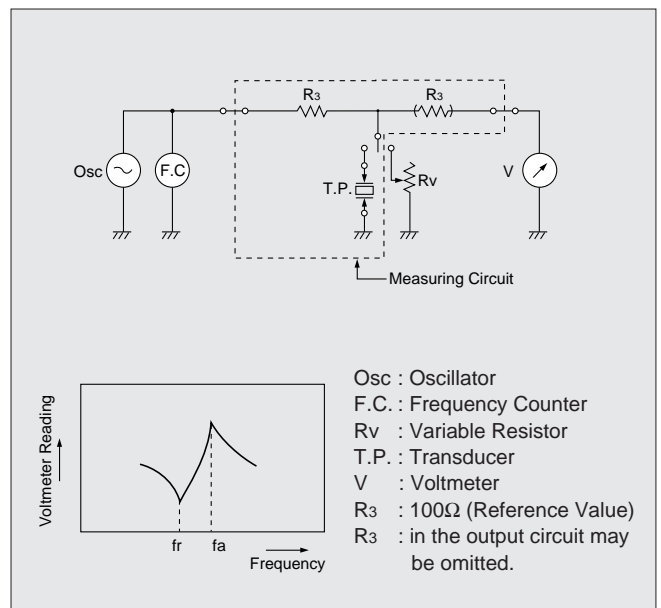 R3
R3
Osc
F.C
T.P.
Rv
V
Measuring Circuit
Voltmeter Reading
fr
fa
Frequency
Osc : Oscillator
F.C. : Frequency Counter
Rv : Variable Resistor
T.P. : Transducer
V : Voltmeter
R3 : 100Ω (Reference Value)
R3 : in the output circuit may
be omitted.